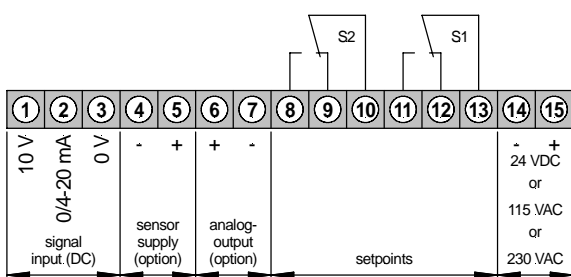 S2 S1
1 2 3 4 5 6 7 8 9 10 11 12 13 14 15
10 V
0/4-20 mA
0 V
- + + - - +
signal
input (DC)
sensor
supply
(option)
analog-
output
(option)
setpoints
24 VDC
or
115 VAC
or
230 VAC